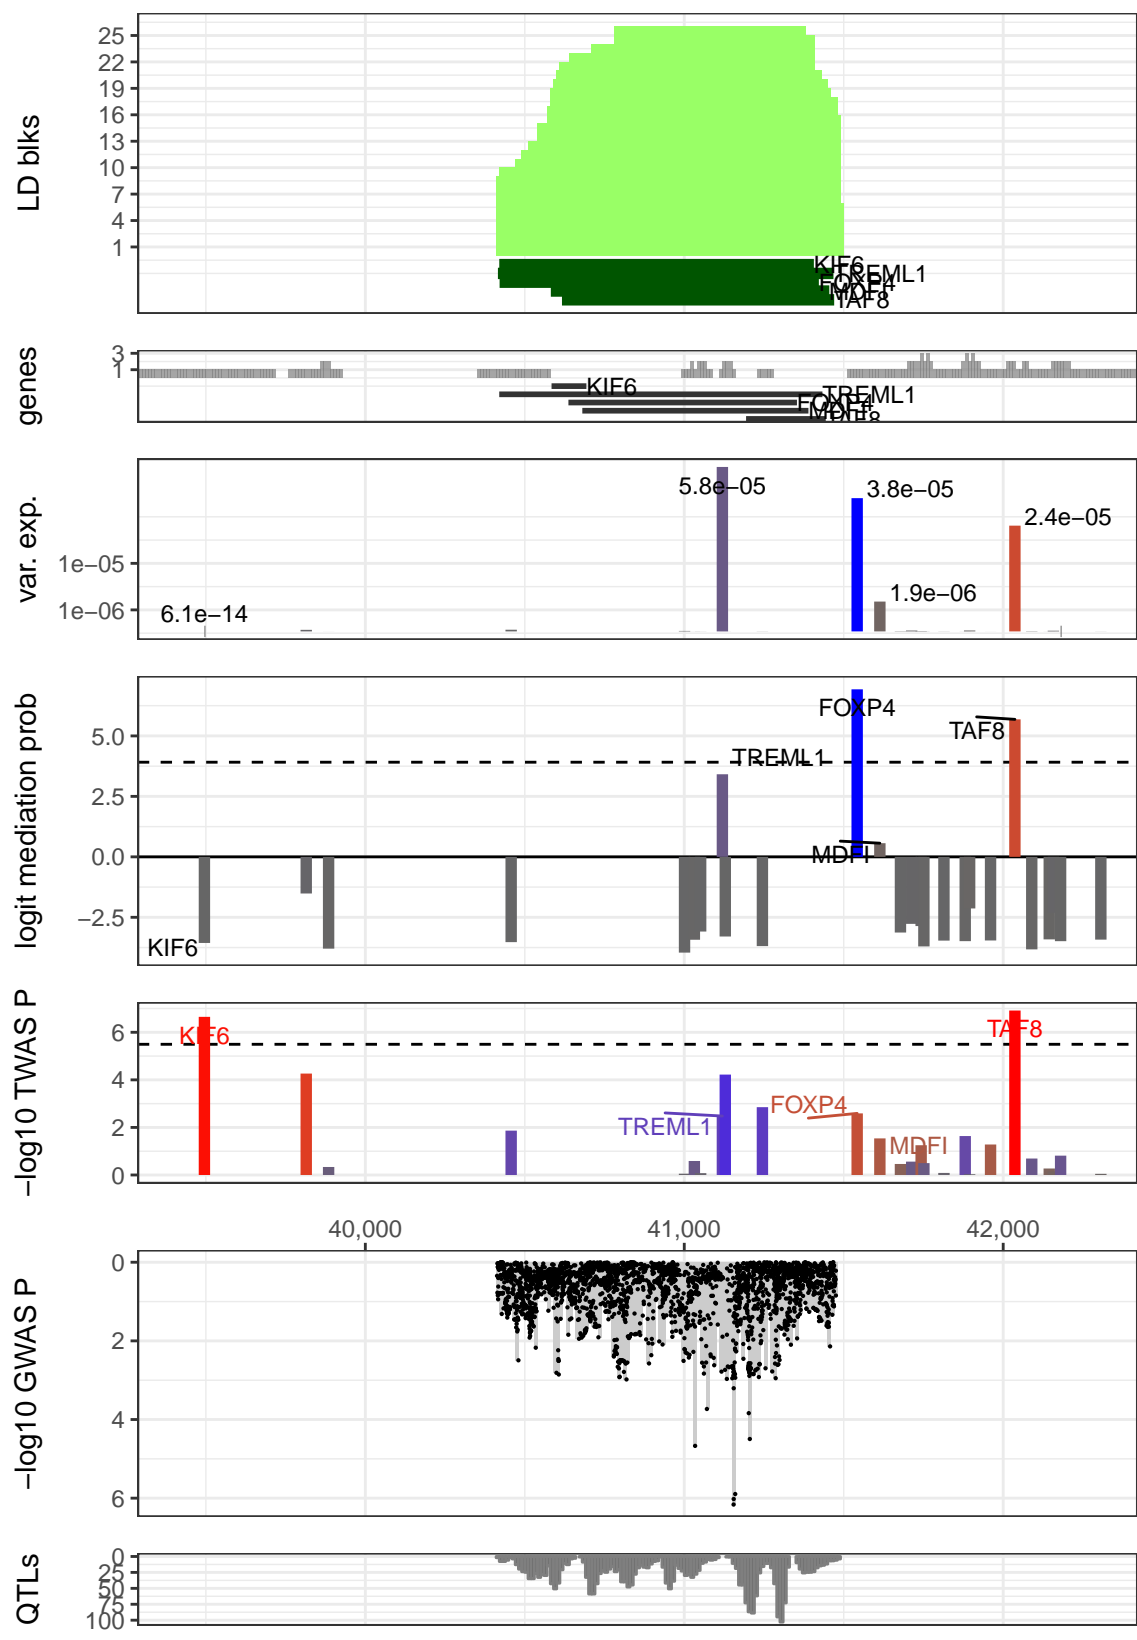 LD blks
25
22
19
16
13
10
7
4
1
KIF6
TREML1
FOXP4
MDFI
TAF8
genes
3
1
KIF6
TREML1
FOXP4
MDFI
TAF8
var. exp.
1e−05
1e−06
6.1e−14
5.8e−05
3.8e−05
1.9e−06
2.4e−05
logit mediation prob
5.0
2.5
0.0
−2.5
KIF6
TREML1
FOXP4
MDFI
TAF8
−log10 TWAS P
6
4
2
0
KIF6
TREML1
FOXP4
MDFI
TAF8
40,000 41,000 42,000
−log10 GWAS P
0
2
4
6
QTLs
0
25
50
75
100